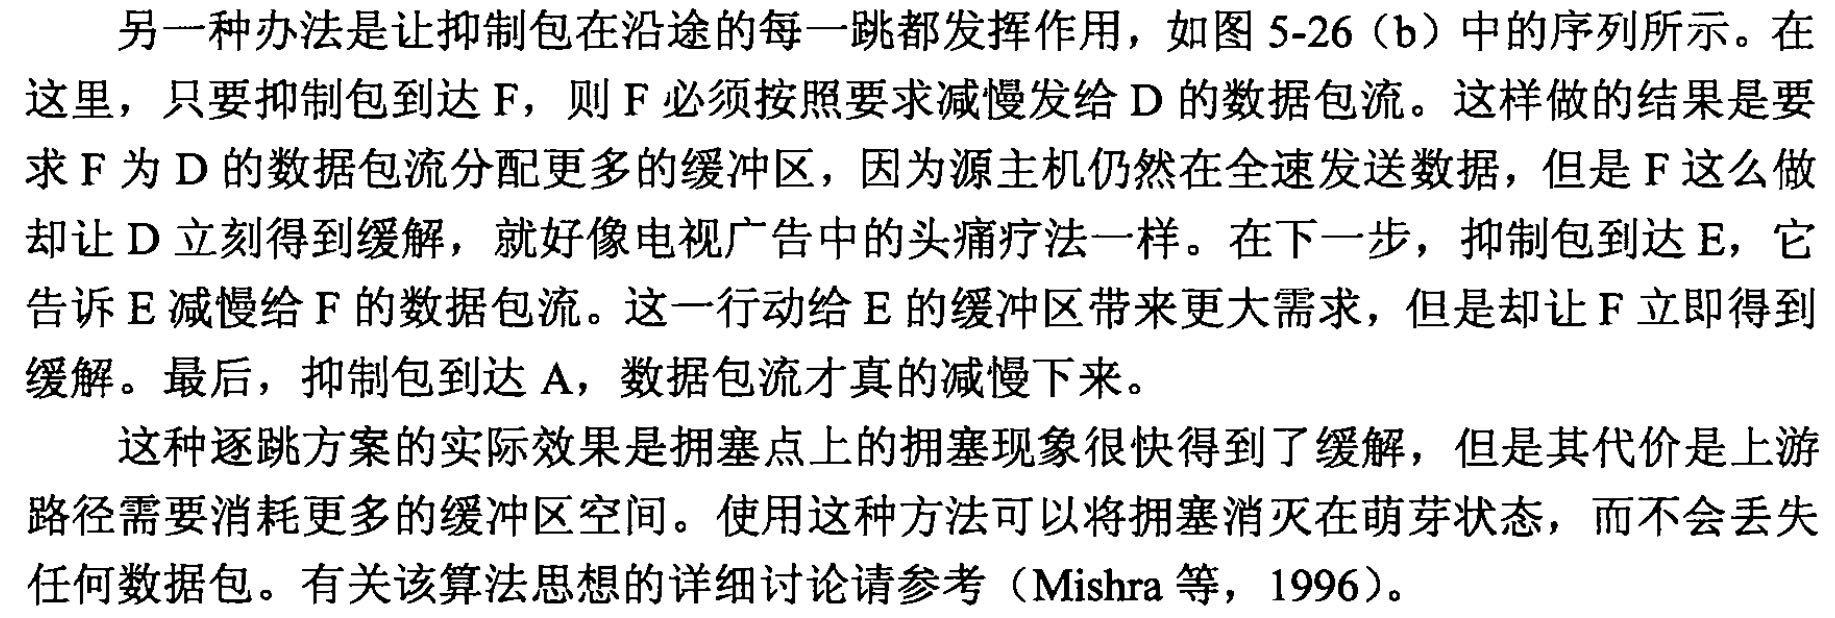 另一种办法是让抑制包在沿途的每一跳都发挥作用，如图 5-26（b）中的序列所示。在
这里，只要抑制包到达 F，则 F 必须按照要求减慢发给 D 的数据包流。这样做的结果是要
求 F 为 D 的数据包流分配更多的缓冲区，因为源主机仍然在全速发送数据，但是 F 这么做
却让 D 立刻得到缓解，就好像电视广告中的头痛疗法一样。在下一步，抑制包到达 E，它
告诉 E 减慢给 F 的数据包流。这一行动给 E 的缓冲区带来更大需求，但是却让 F 立即得到
缓解。最后，抑制包到达 A，数据包流才真的减慢下来。
这种逐跳方案的实际效果是拥塞点上的拥塞现象很快得到了缓解，但是其代价是上游
路径需要消耗更多的缓冲区空间。使用这种方法可以将拥塞消灭在萌芽状态，而不会丢失
任何数据包。有关该算法思想的详细讨论请参考（Mishra 等，1996）。